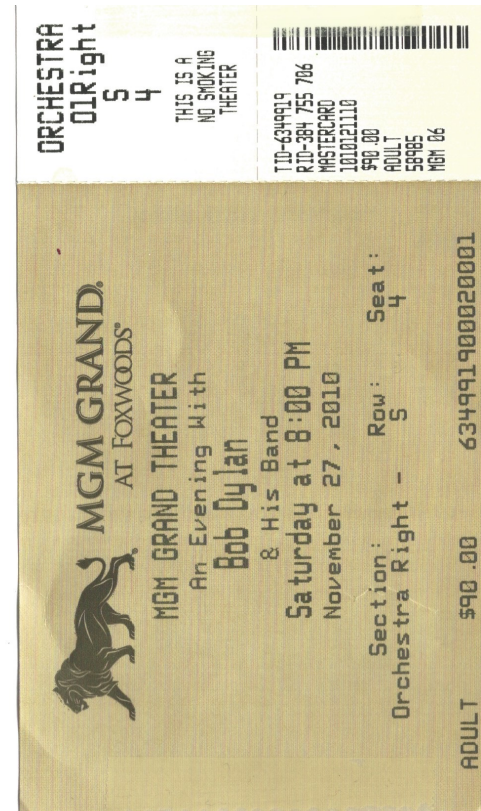 MGM GRAND®
AT FOXWOODS®
MGM GRAND THEATER
An Evening With
Bob Dylan
& His Band
Saturday at 8:00 PM
November 27, 2010
Section: Row: Seat:
Orchestra Right - S 4
ADULT $90.00 634991900020001
ORCHESTRA
01Right
S
4
THIS IS A
NO SMOKING
THEATER
TID-6349919
RID-384 755 706
MASTERCARD
1010121110
$90.00
ADULT
58985
MGM 06